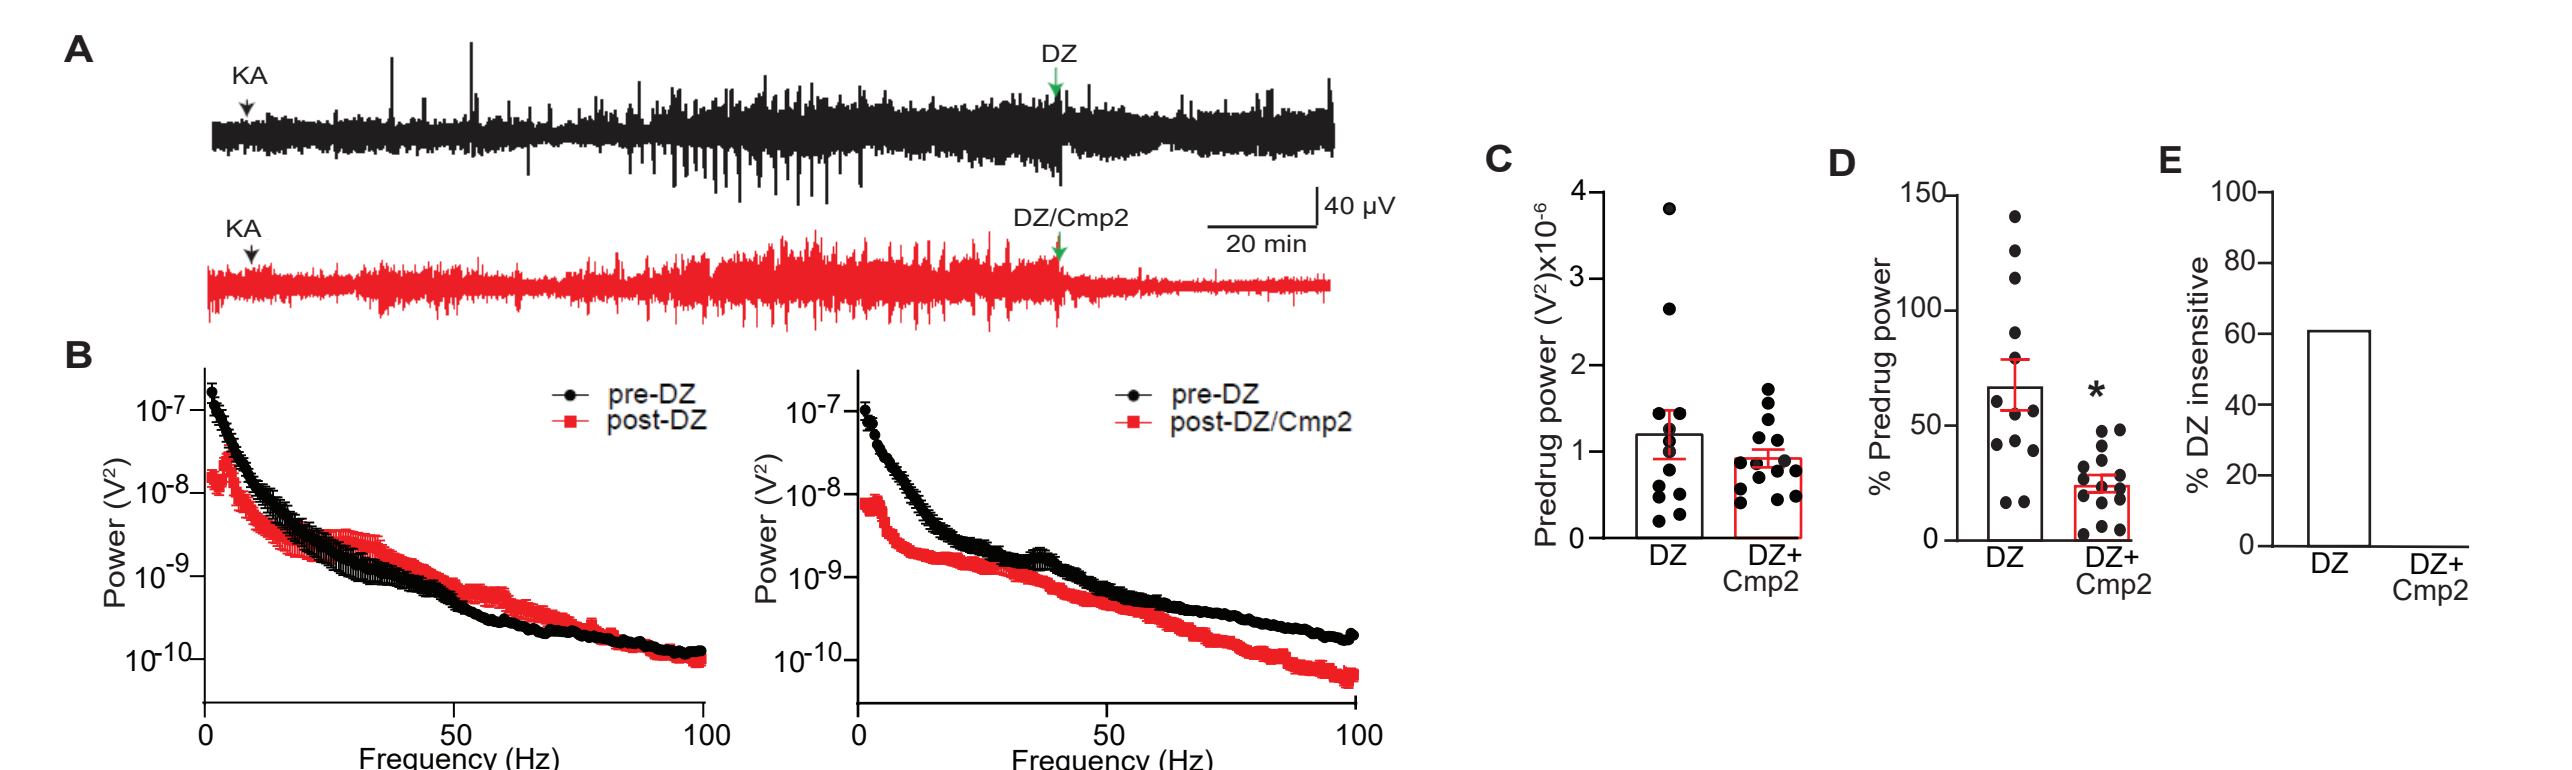 A
KA
DZ
40 µV
20 min
KA
DZ/Cmp2
B
10-7
10-8
10-9
10-10
Power (V2)
pre-DZ
post-DZ
0
50
100
Frequency (Hz)
10-7
10-8
10-9
10-10
Power (V2)
pre-DZ
post-DZ/Cmp2
0
50
100
Frequency (Hz)
C
4
3
2
1
0
Predrug power (V2)x10-6
DZ
DZ+
Cmp2
D
150
100
50
0
% Predrug power
*
DZ
DZ+
Cmp2
E
100
80
60
40
20
0
% DZ insensitive
DZ
DZ+
Cmp2